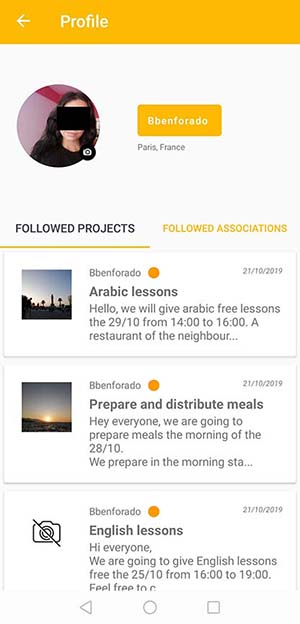 Profile
Bbenforado
Paris, France
FOLLOWED PROJECTS
FOLLOWED ASSOCIATIONS
Bbenforado
21/10/2019
Arabic lessons
Hello, we will give arabic free lessons
the 29/10 from 14:00 to 16:00. A
restaurant of the neighbour...
Bbenforado
21/10/2019
Prepare and distribute meals
Hey everyone, we are going to
prepare meals the morning of the
28/10.
We prepare in the morning sta...
Bbenforado
21/10/2019
English lessons
Hi everyone,
We are going to give English lessons
free the 25/10 from 16:00 to 19:00.
Feel free to c